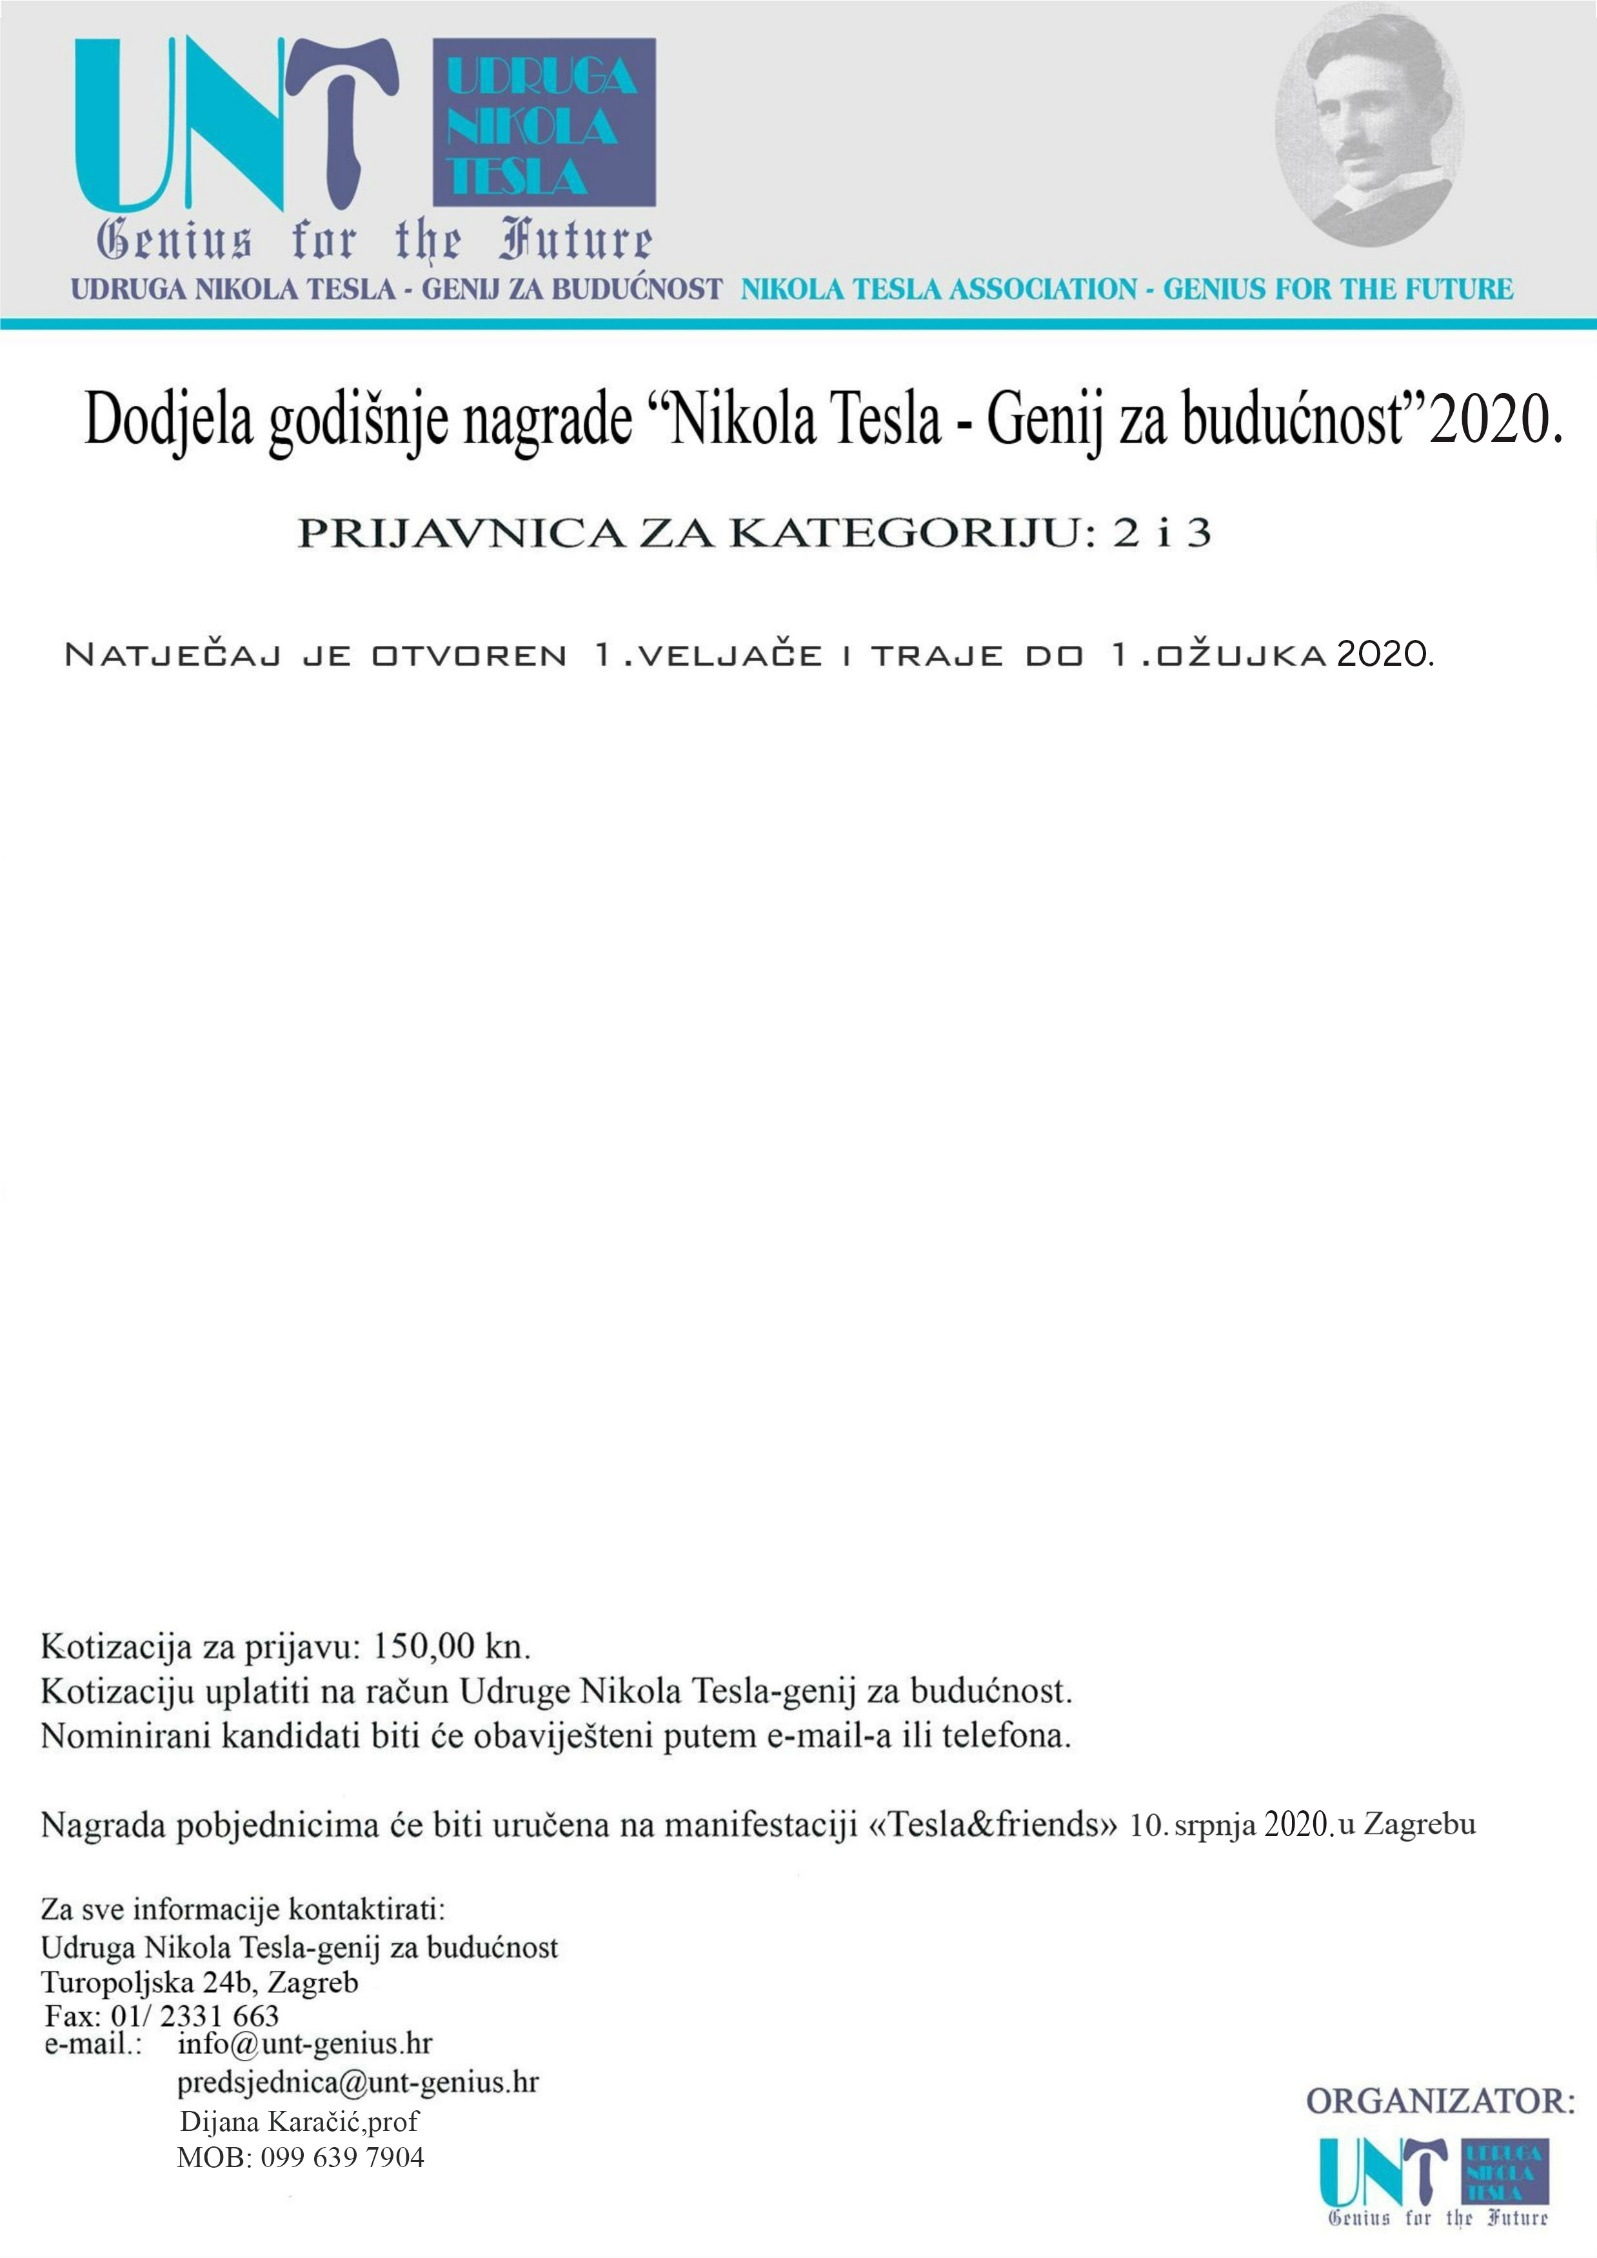 UNT UDRUGA
NIKOLA
TESLA
Genius for the Future
UDRUGA NIKOLA TESLA - GENIJ ZA BUDUĆNOST NIKOLA TESLA ASSOCIATION - GENIUS FOR THE FUTURE
Dodjela godišnje nagrade “Nikola Tesla - Genij za budućnost”2020.
PRIJAVNICA ZA KATEGORIJU: 2 i 3
NATJEČAJ JE OTVOREN 1.VELJAČE I TRAJE DO 1.OŽUJKA 2020.
Kotizacija za prijavu: 150,00 kn.
Kotizaciju uplatiti na račun Udruge Nikola Tesla-genij za budućnost.
Nominirani kandidati biti će obaviješteni putem e-mail-a ili telefona.
Nagrada pobjednicima će biti uručena na manifestaciji «Tesla&friends» 10. srpnja 2020. u Zagrebu
Za sve informacije kontaktirati:
Udruga Nikola Tesla-genij za budućnost
Turopoljska 24b, Zagreb
Fax: 01/ 2331 663
e-mail.: info@unt-genius.hr
predsjednica@unt-genius.hr
Dijana Karačić,prof
MOB: 099 639 7904
ORGANIZATOR:
UNT UDRUGA
NIKOLA
TESLA
Genius for the Future